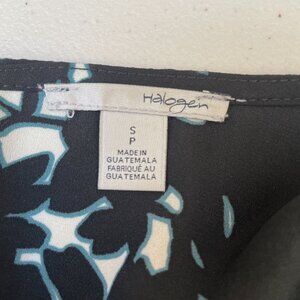 Halogen
S
P
MADE IN
GUATEMALA
FABRIQUÉ AU
GUATEMALA